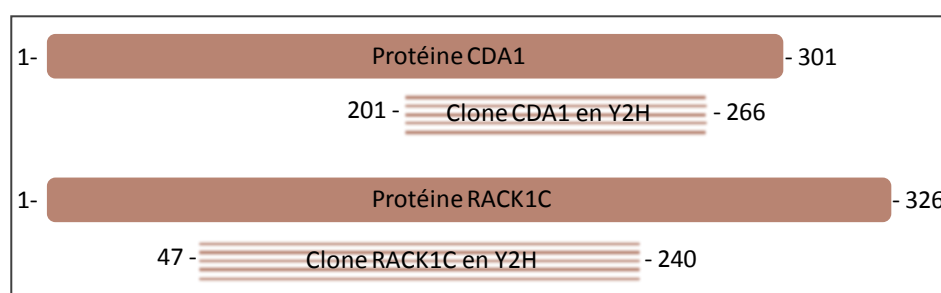 1- Protéine CDA1 - 301
201 - Clone CDA1 en Y2H - 266
1- Protéine RACK1C - 326
47 - Clone RACK1C en Y2H - 240